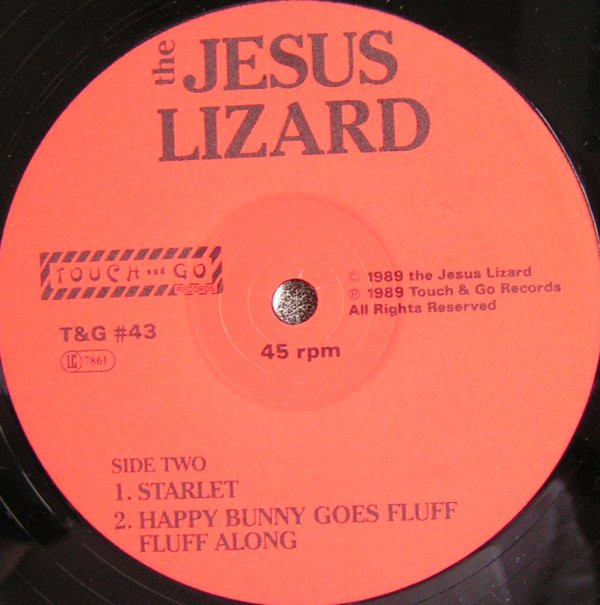 the JESUS
LIZARD
TOUCH AND GO
RECORDS
T&G #43
LC 7861
45 rpm
© 1989 the Jesus Lizard
℗ 1989 Touch & Go Records
All Rights Reserved
SIDE TWO
1. STARLET
2. HAPPY BUNNY GOES FLUFF
FLUFF ALONG